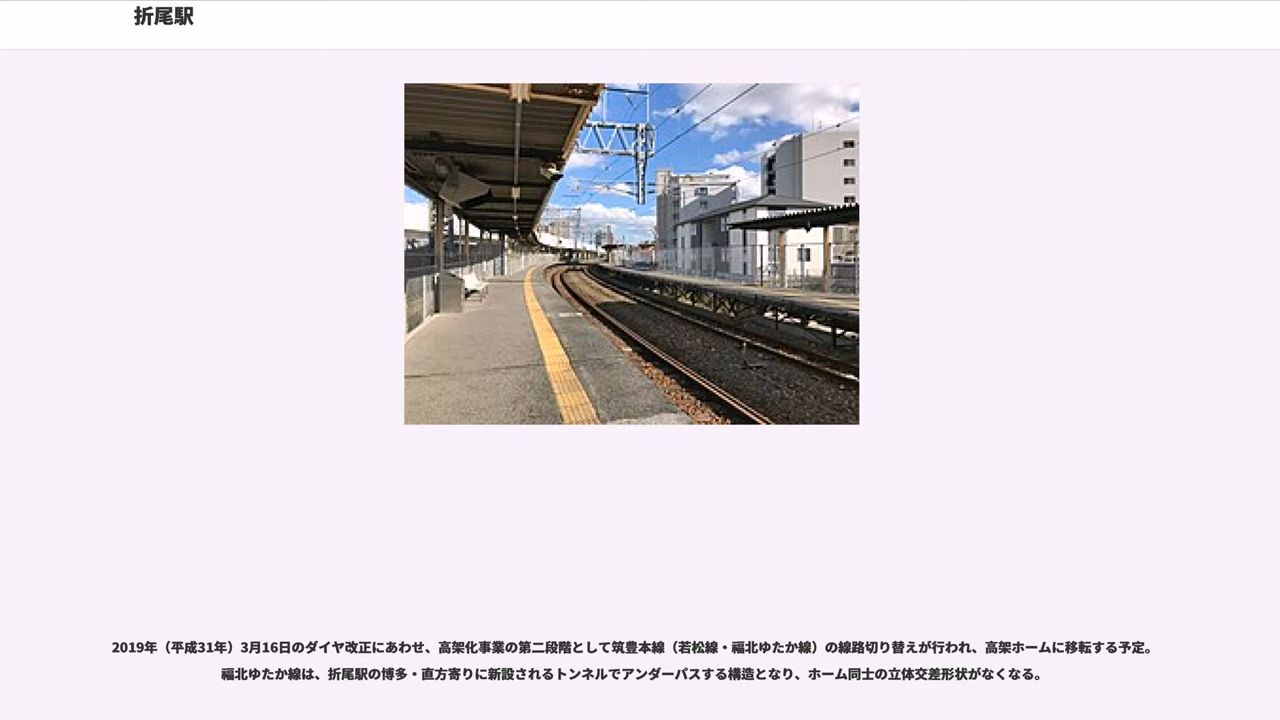 折尾駅
2019年（平成31年）3月16日のダイヤ改正にあわせ、高架化事業の第二段階として筑豊本線（若松線・福北ゆたか線）の線路切り替えが行われ、高架ホームに移転する予定。
福北ゆたか線は、折尾駅の博多・直方寄りに新設されるトンネルでアンダーパスする構造となり、ホーム同士の立体交差形状がなくなる。